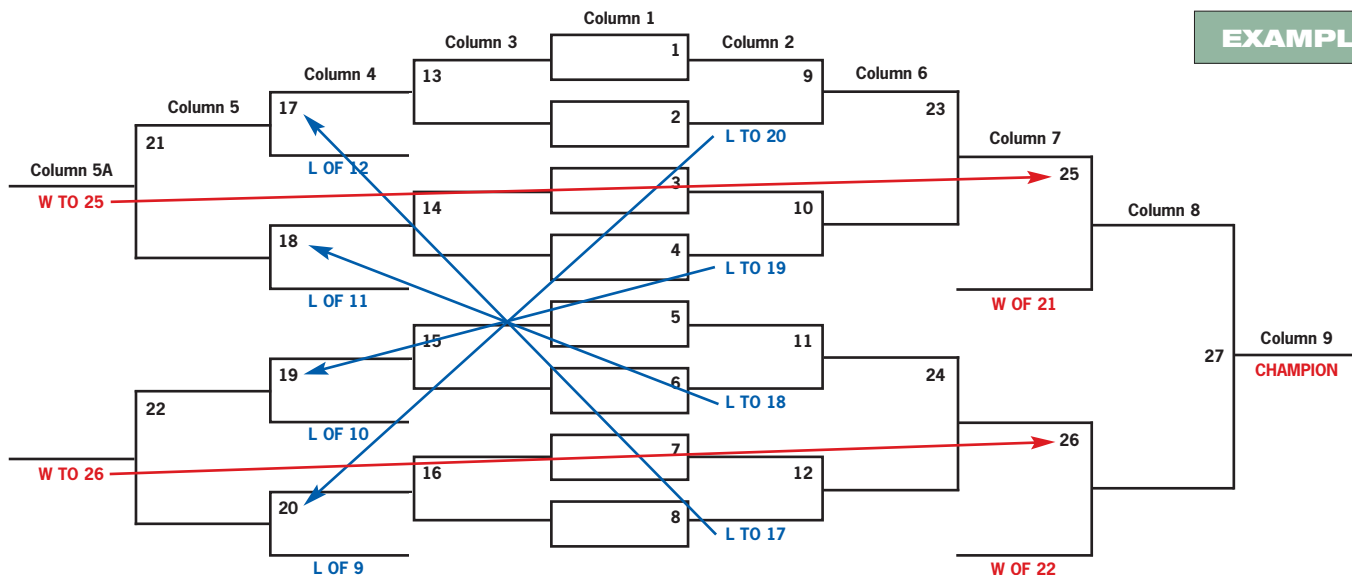 Column 1
EXAMPL
Column 3
Column 2
1
Column 4
13
9
Column 6
Column 5
17
2
23
21
L TO 20
Column 7
Column 5A
L OF 12
3
25
W TO 25
14
10
Column 8
18
4
L TO 19
L OF 11
W OF 21
5
15
11
Column 9
19
6
24
27
CHAMPION
22
L TO 18
L OF 10
26
7
W TO 26
16
12
20
8
L TO 17
L OF 9
W OF 22